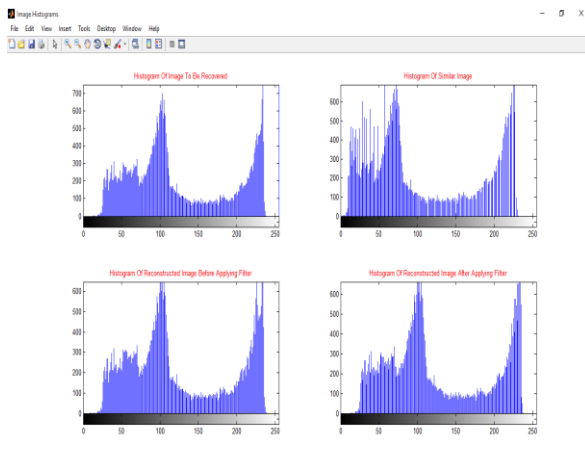 Image Histograms
File Edit View Insert Tools Desktop Window Help
Histogram Of Image To Be Recovered
700
600
500
400
300
200
100
0
0 50 100 150 200 250
Histogram Of Similar Image
600
500
400
300
200
100
0
0 50 100 150 200 250
Histogram Of Reconstructed Image Before Applying Filter
600
500
400
300
200
100
0
0 50 100 150 200 250
Histogram Of Reconstructed Image After Applying Filter
600
500
400
300
200
100
0
0 50 100 150 200 250